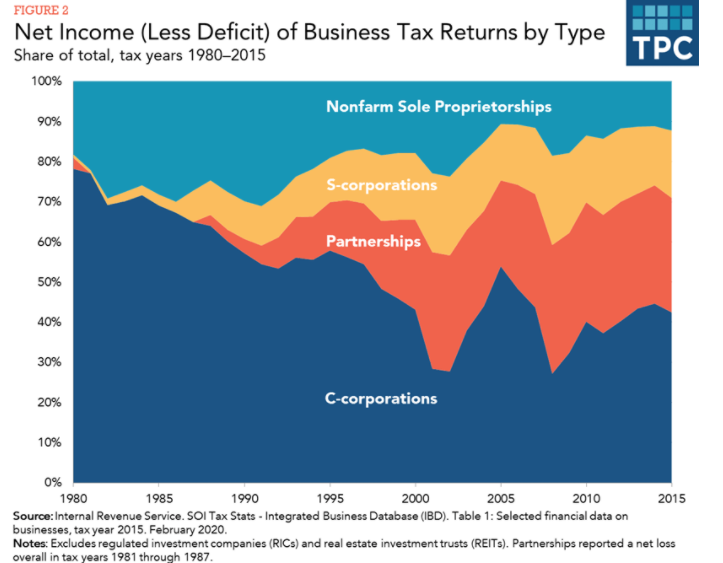 FIGURE 2
Net Income (Less Deficit) of Business Tax Returns by Type
Share of total, tax years 1980–2015
TPC
100%
90%
80%
70%
60%
50%
40%
30%
20%
10%
0%
Nonfarm Sole Proprietorships
S-corporations
Partnerships
C-corporations
1980 1985 1990 1995 2000 2005 2010 2015
Source: Internal Revenue Service. SOI Tax Stats - Integrated Business Database (IBD). Table 1: Selected financial data on
businesses, tax year 2015. February 2020.
Notes: Excludes regulated investment companies (RICs) and real estate investment trusts (REITs). Partnerships reported a net loss
overall in tax years 1981 through 1987.